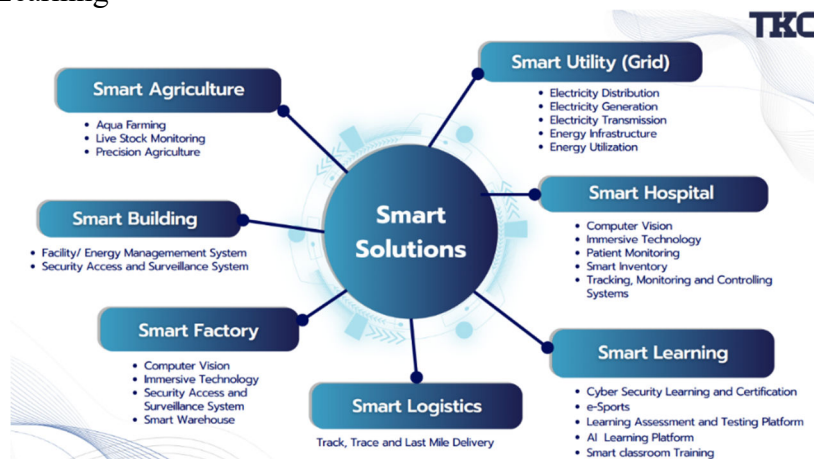 TKC
Smart Agriculture
• Aqua Farming
• Live Stock Monitoring
• Precision Agriculture
Smart Utility (Grid)
• Electricity Distribution
• Electricity Generation
• Electricity Transmission
• Energy Infrastructure
• Energy Utilization
Smart Solutions
Smart Building
• Facility/ Energy Managemement System
• Security Access and Surveillance System
Smart Hospital
• Computer Vision
• Immersive Technology
• Patient Monitoring
• Smart Inventory
• Tracking, Monitoring and Controlling
Systems
Smart Factory
• Computer Vision
• Immersive Technology
• Security Access and
Surveillance System
• Smart Warehouse
Smart Logistics
Track, Trace and Last Mile Delivery
Smart Learning
• Cyber Security Learning and Certification
• e-Sports
• Learning Assessment and Testing Platform
• AI Learning Platform
• Smart classroom Training